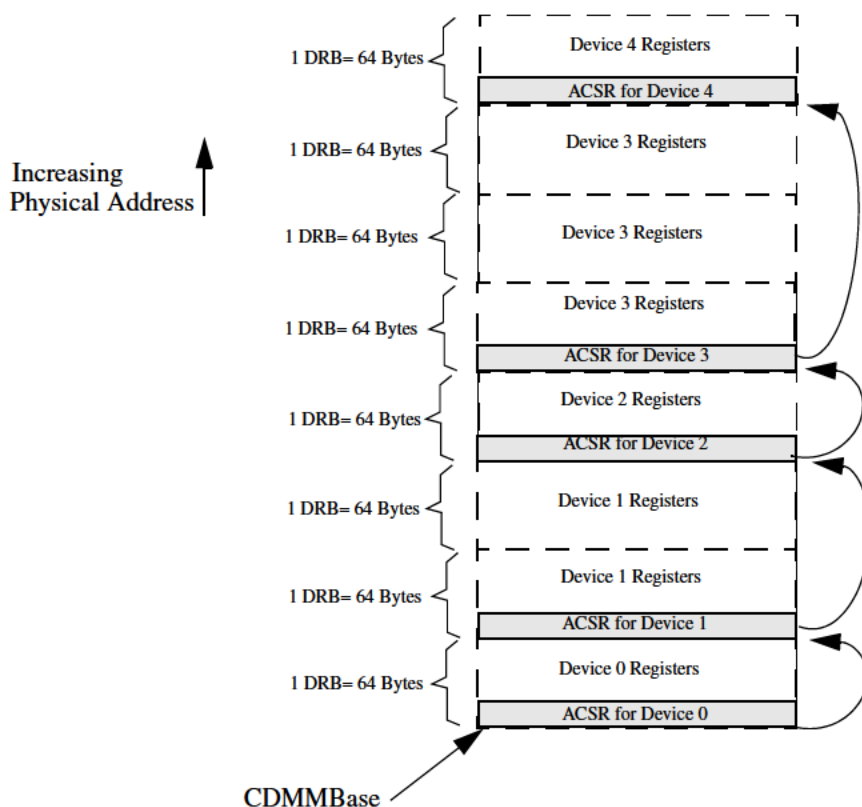 Device 4 Registers
1 DRB= 64 Bytes
ACSR for Device 4
Device 3 Registers
1 DRB= 64 Bytes
Increasing
Physical Address
Device 3 Registers
1 DRB= 64 Bytes
Device 3 Registers
1 DRB= 64 Bytes
ACSR for Device 3
Device 2 Registers
1 DRB= 64 Bytes
ACSR for Device 2
Device 1 Registers
1 DRB= 64 Bytes
Device 1 Registers
1 DRB= 64 Bytes
ACSR for Device 1
Device 0 Registers
1 DRB= 64 Bytes
ACSR for Device 0
CDMMBase